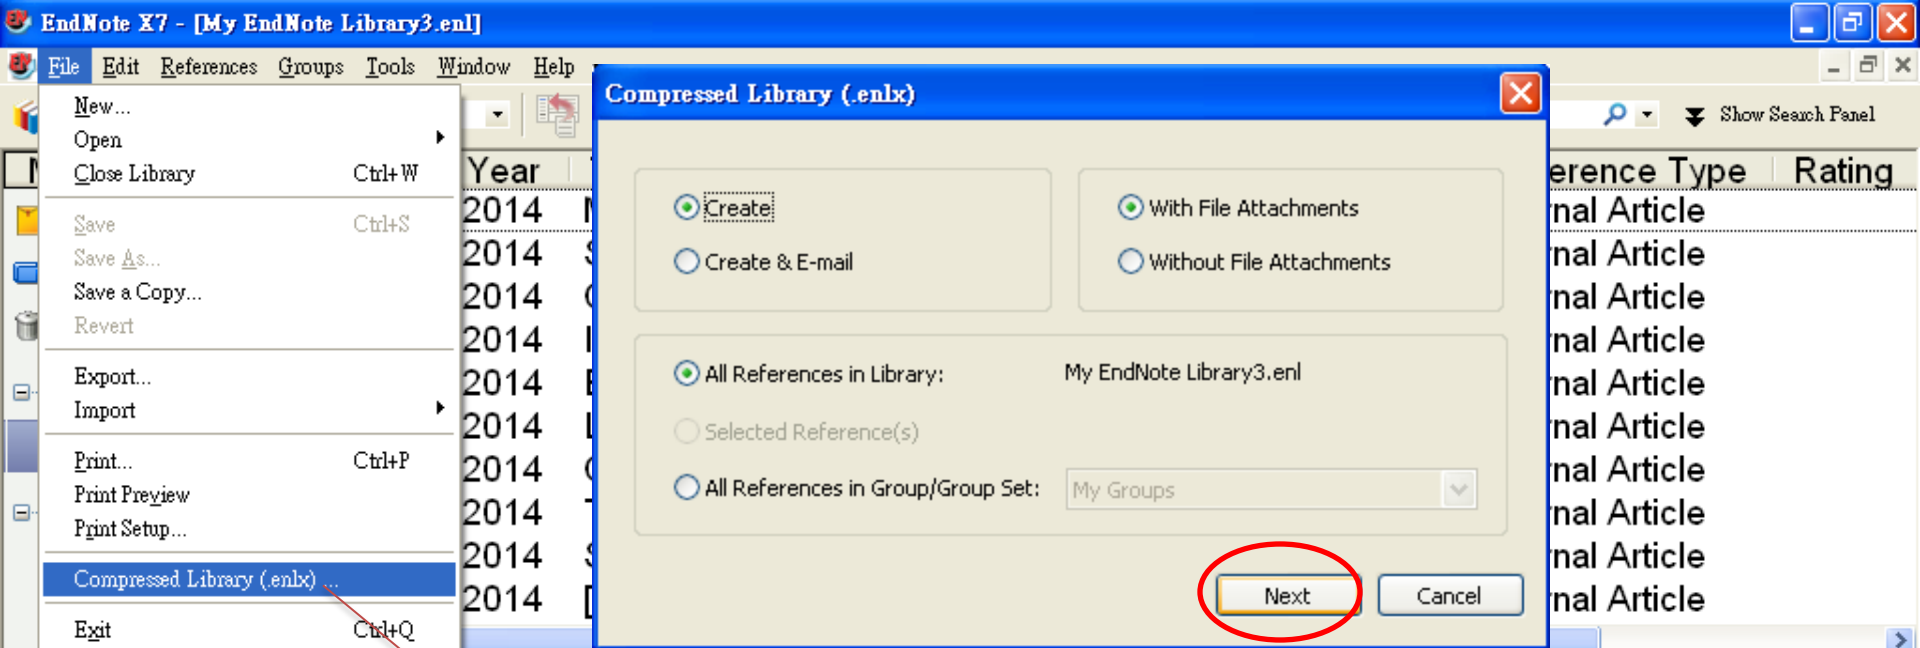 EndNote X7 - [My EndNote Library3.enl]
File Edit References Groups Tools Window Help
New...
Open
Close Library Ctrl+W
Save Ctrl+S
Save As...
Save a Copy...
Revert
Export...
Import
Print... Ctrl+P
Print Preview
Print Setup...
Compressed Library (.enlx) ...
Exit Ctrl+Q
Show Search Panel
Year erence Type Rating
2014 nal Article
2014 nal Article
2014 nal Article
2014 nal Article
2014 nal Article
2014 nal Article
2014 nal Article
2014 nal Article
2014 nal Article
2014 nal Article
Compressed Library (.enlx)
Create
Create & E-mail
With File Attachments
Without File Attachments
All References in Library: My EndNote Library3.enl
Selected Reference(s)
All References in Group/Group Set: My Groups
Next Cancel